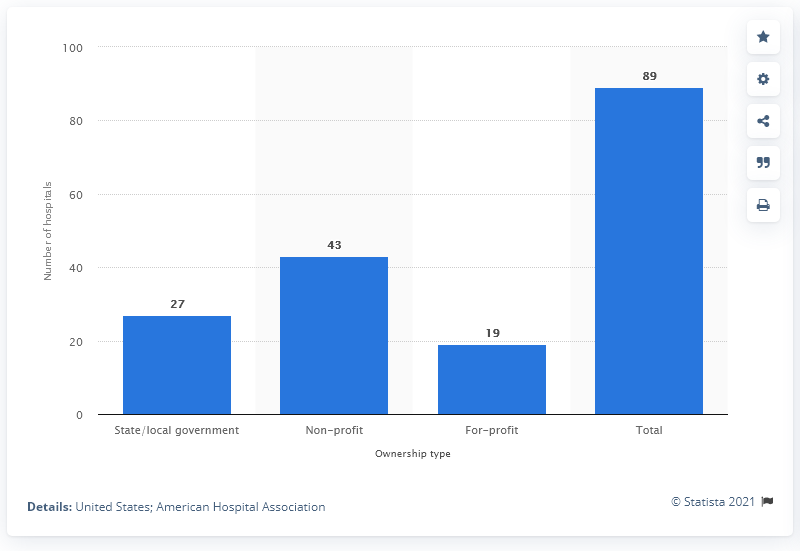 100
80
60
40
20
0
Number of hospitals
27
43
19
89
State/local government
Non-profit
For-profit
Total
Ownership type
Details: United States; American Hospital Association
© Statista 2021